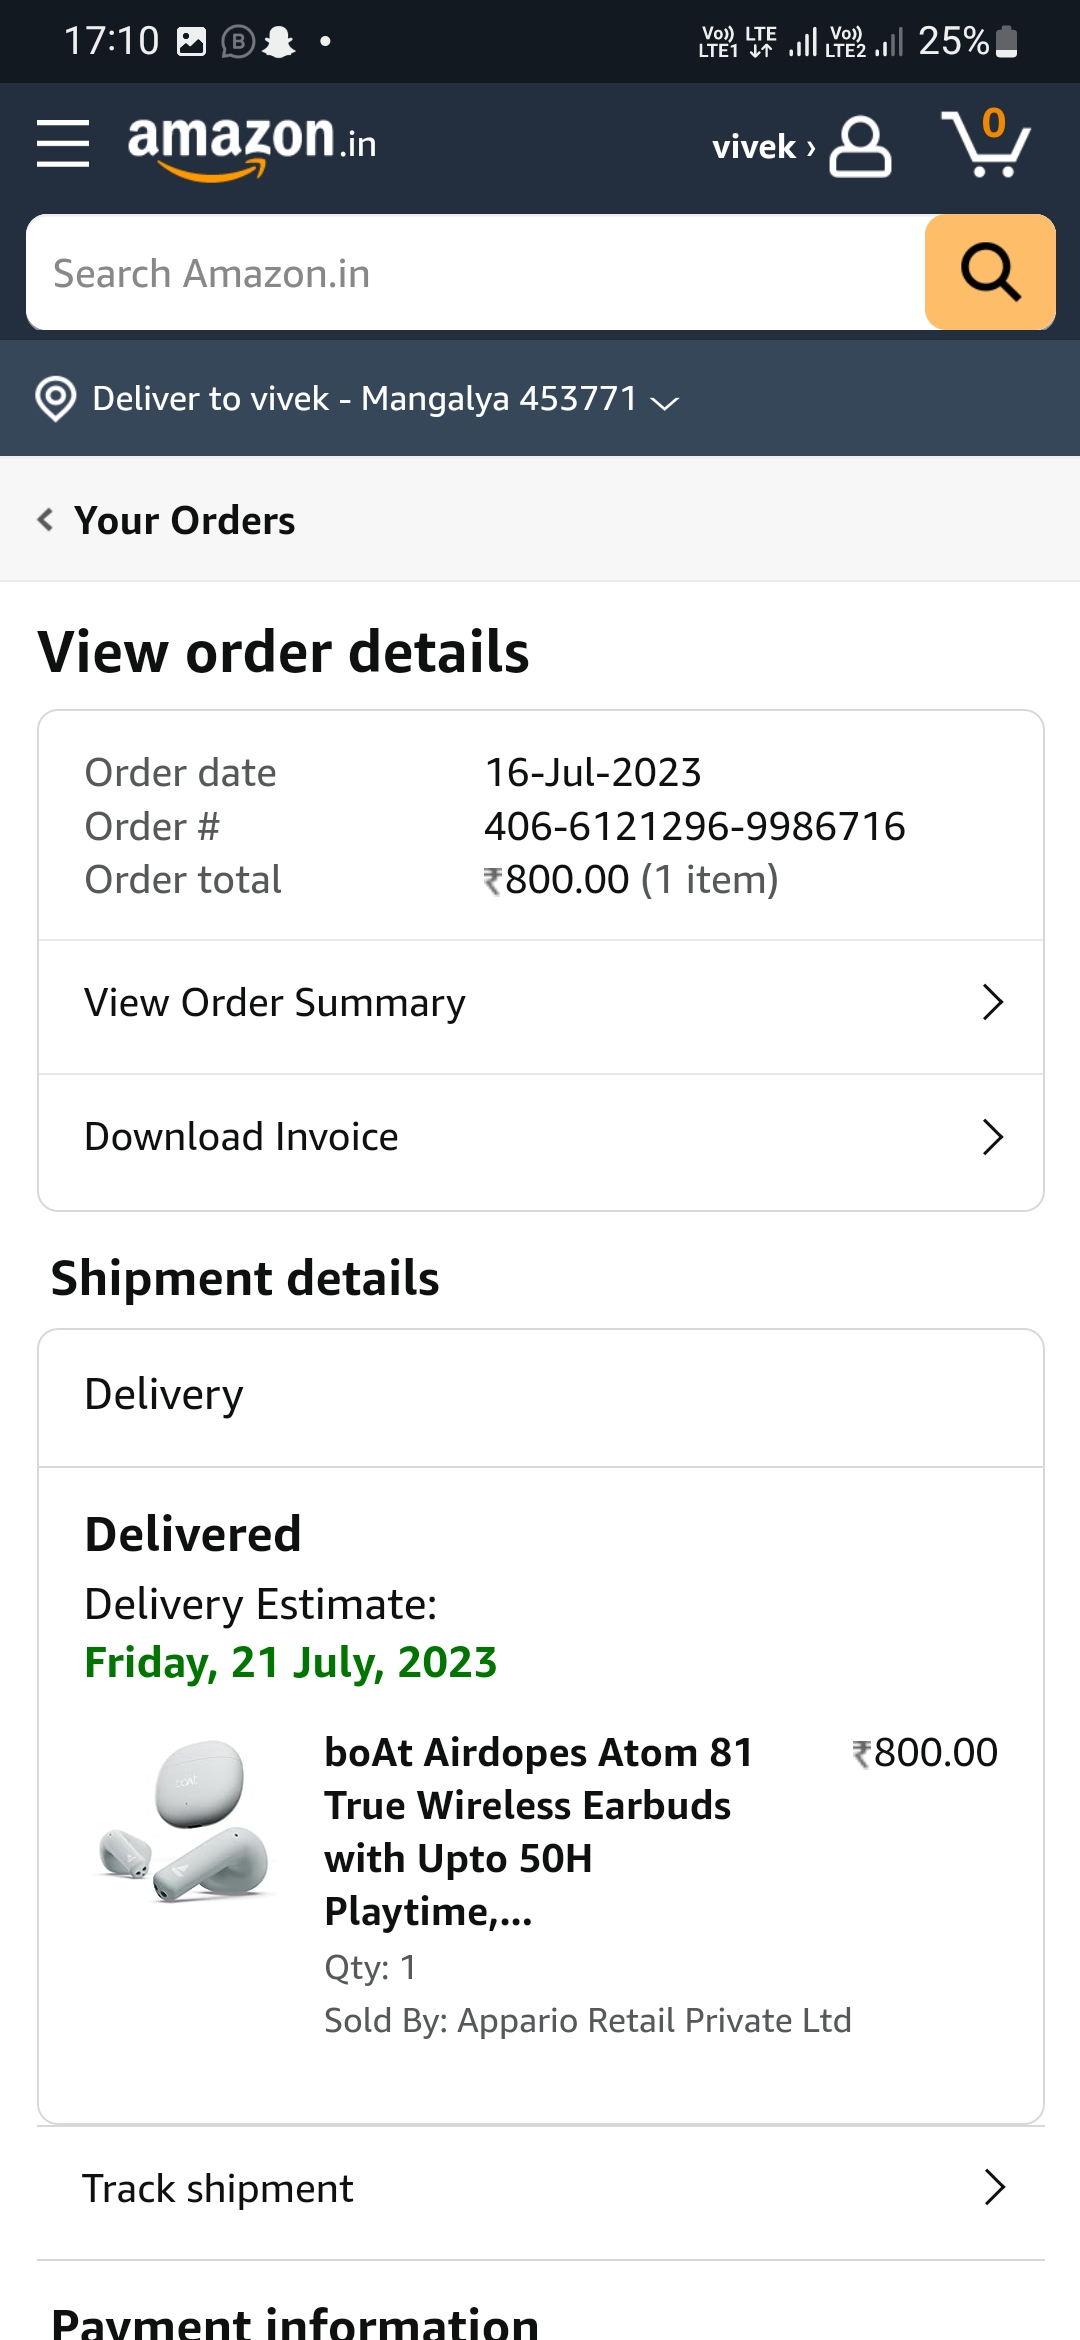 17:10
Vo)) LTE
LTE1
Vo))
LTE2
25%
amazon.in
vivek ›
0
Search Amazon.in
Deliver to vivek - Mangalya 453771
Your Orders
View order details
Order date 16-Jul-2023
Order # 406-6121296-9986716
Order total ₹800.00 (1 item)
View Order Summary
Download Invoice
Shipment details
Delivery
Delivered
Delivery Estimate:
Friday, 21 July, 2023
boAt
boAt Airdopes Atom 81 ₹800.00
True Wireless Earbuds
with Upto 50H
Playtime,...
Qty: 1
Sold By: Appario Retail Private Ltd
Track shipment
Payment information